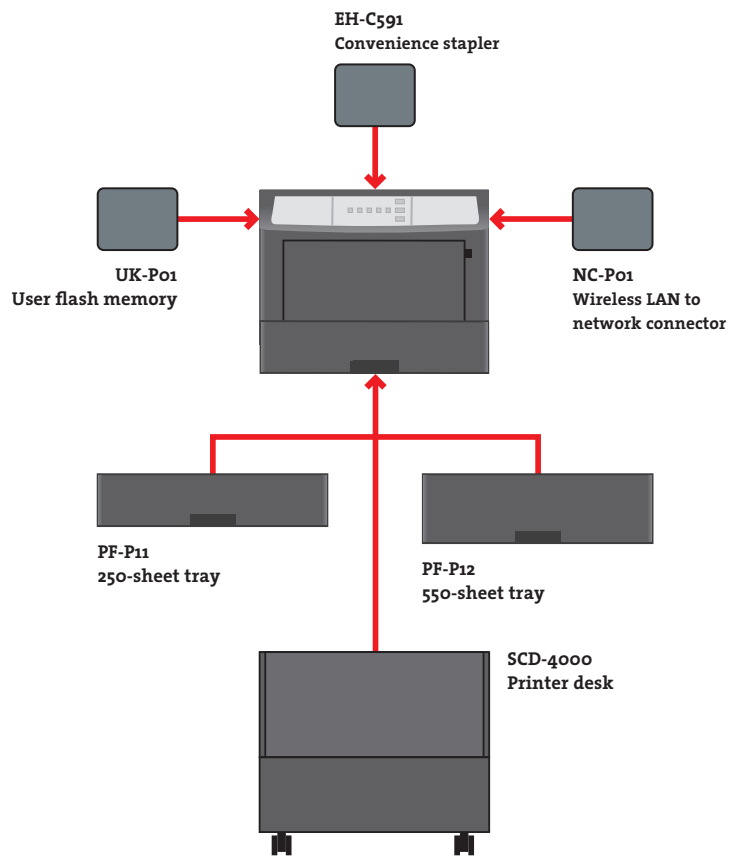 EH-C591
Convenience stapler
UK-P01
User flash memory
NC-P01
Wireless LAN to
network connector
PF-P11
250-sheet tray
PF-P12
550-sheet tray
SCD-4000
Printer desk